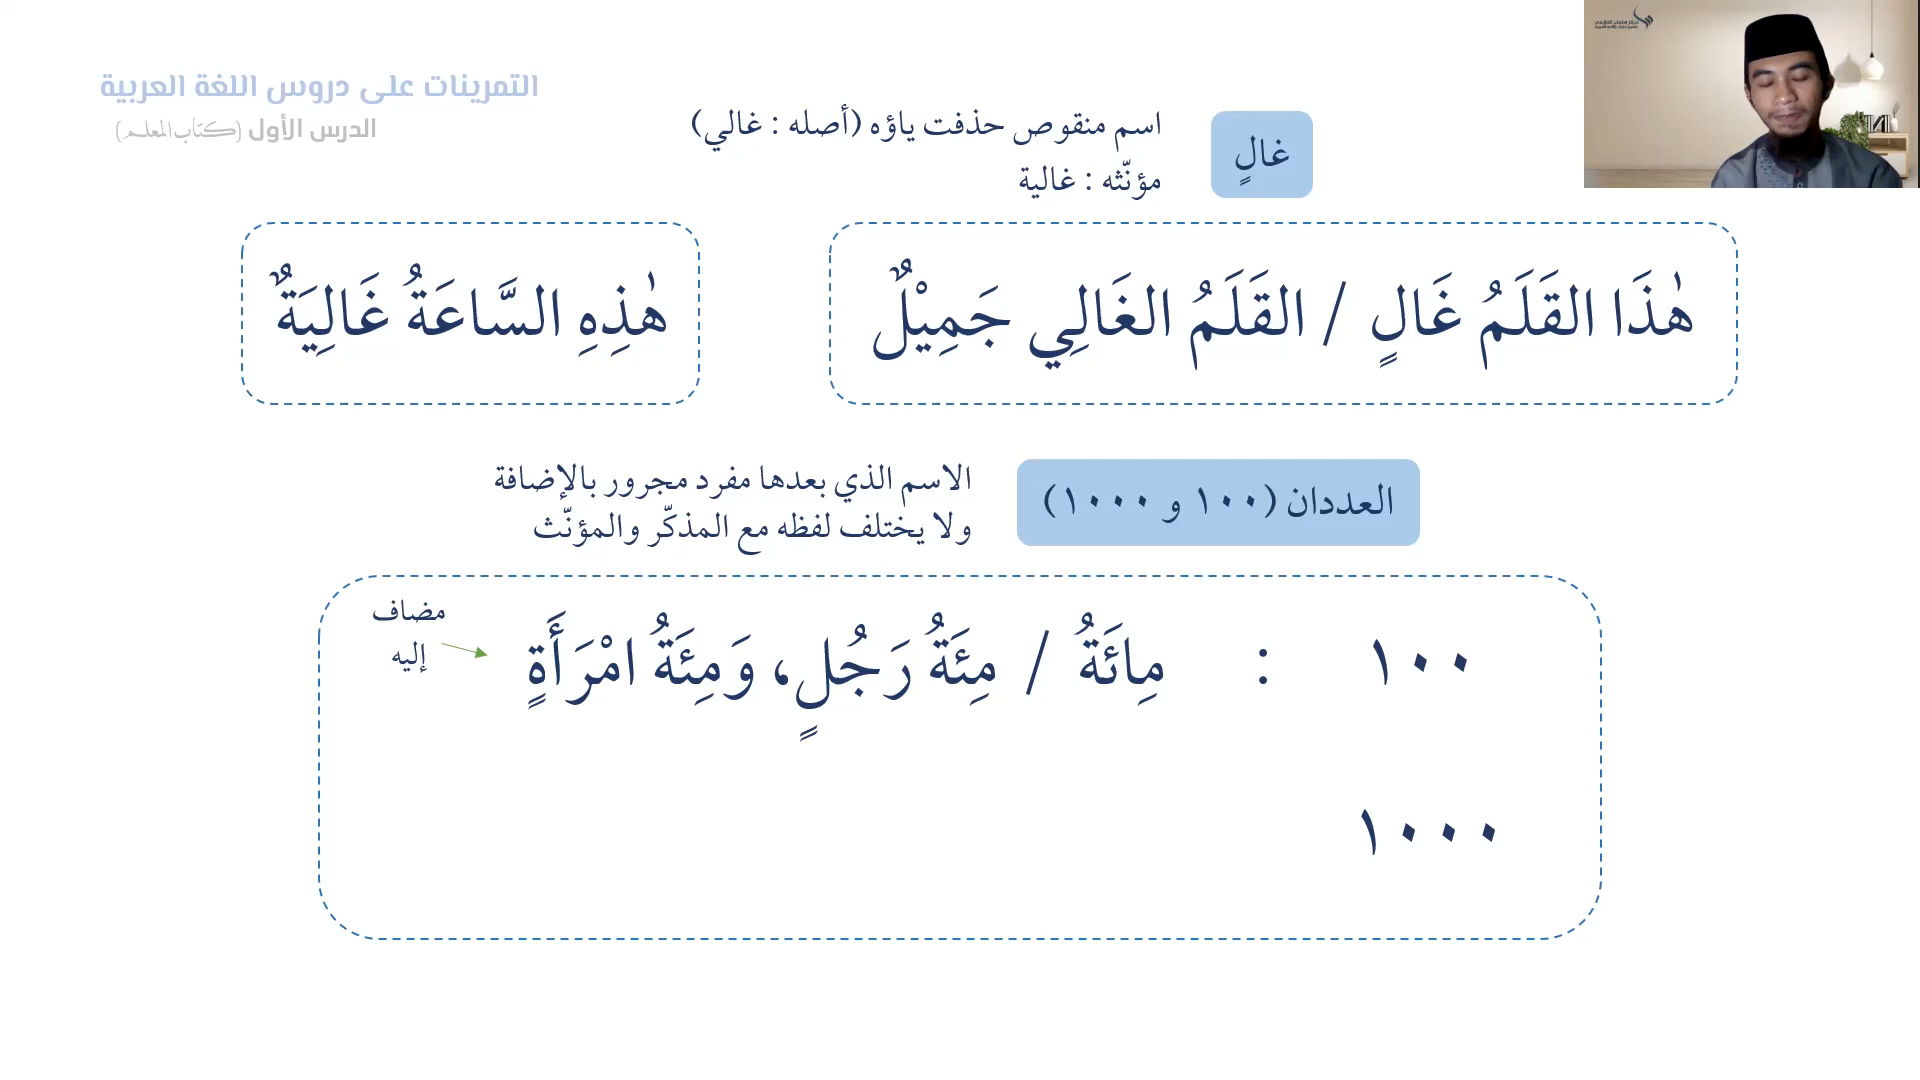 التمرينات على دروس اللغة العربية
الدرس الأول (كتاب المعلم)
غالٍ
اسم منقوص حذفت ياؤه (أصله : غالي)
مؤنّثه : غالية
هٰذَا القَلَمُ غَالٍ / القَلَمُ الغَالِي جَمِيْلٌ
هٰذِهِ السَّاعَةُ غَالِيَةٌ
العددان (١٠٠ و ١٠٠٠)
الاسم الذي بعدها مفرد مجرور بالإضافة
ولا يختلف لفظه مع المذكّر والمؤنّث
١٠٠ : مِائَةُ / مِئَةُ رَجُلٍ، وَمِئَةُ امْرَأَةٍ
مضاف
إليه
١٠٠٠